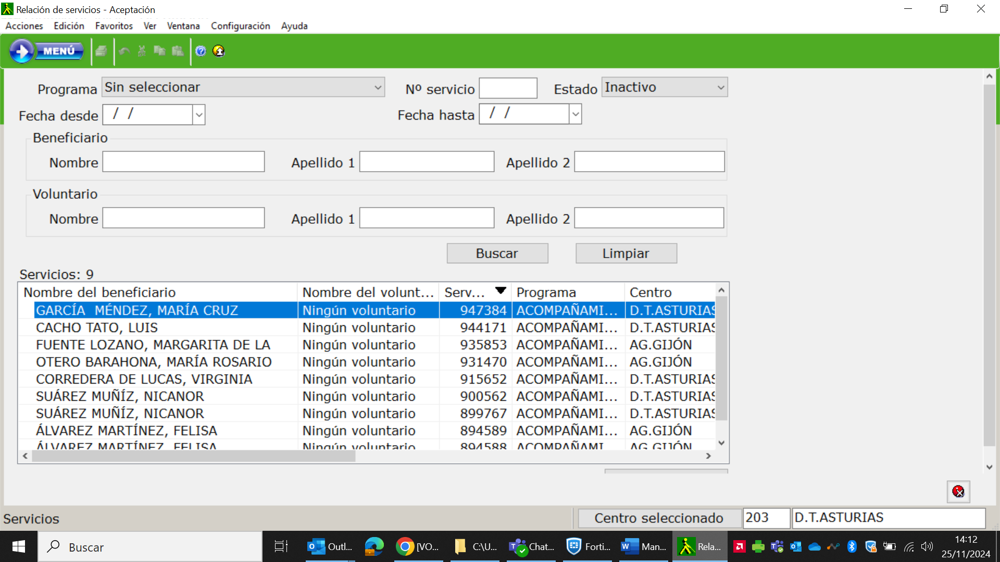 Relación de servicios - Aceptación
Acciones Edición Favoritos Ver Ventana Configuración Ayuda
MENÚ
Programa Sin seleccionar Nº servicio Estado Inactivo
Fecha desde / / Fecha hasta / /
Beneficiario
Nombre Apellido 1 Apellido 2
Voluntario
Nombre Apellido 1 Apellido 2
Buscar Limpiar
Servicios: 9
Nombre del beneficiario Nombre del volunt... Serv... Programa Centro
GARCÍA  MÉNDEZ, MARÍA CRUZ Ningún voluntario 947384 ACOMPAÑAMI... D.T.ASTURIAS
CACHO TATO, LUIS Ningún voluntario 944171 ACOMPAÑAMI... D.T.ASTURIAS
FUENTE LOZANO, MARGARITA DE LA Ningún voluntario 935853 ACOMPAÑAMI... AG.GIJÓN
OTERO BARAHONA, MARÍA ROSARIO Ningún voluntario 931470 ACOMPAÑAMI... AG.GIJÓN
CORREDERA DE LUCAS, VIRGINIA Ningún voluntario 915652 ACOMPAÑAMI... D.T.ASTURIAS
SUÁREZ MUÑÍZ, NICANOR Ningún voluntario 900562 ACOMPAÑAMI... D.T.ASTURIAS
SUÁREZ MUÑÍZ, NICANOR Ningún voluntario 899767 ACOMPAÑAMI... D.T.ASTURIAS
ÁLVAREZ MARTÍNEZ, FELISA Ningún voluntario 894589 ACOMPAÑAMI... AG.GIJÓN
ÁLVAREZ MARTÍNEZ, FELISA Ningún voluntario 894588 ACOMPAÑAMI... AG.GIJÓN
Servicios Centro seleccionado 203 D.T.ASTURIAS
Buscar Outl... [VO... C:\U... Chat... Forti... Man... Rela... 14:12
25/11/2024